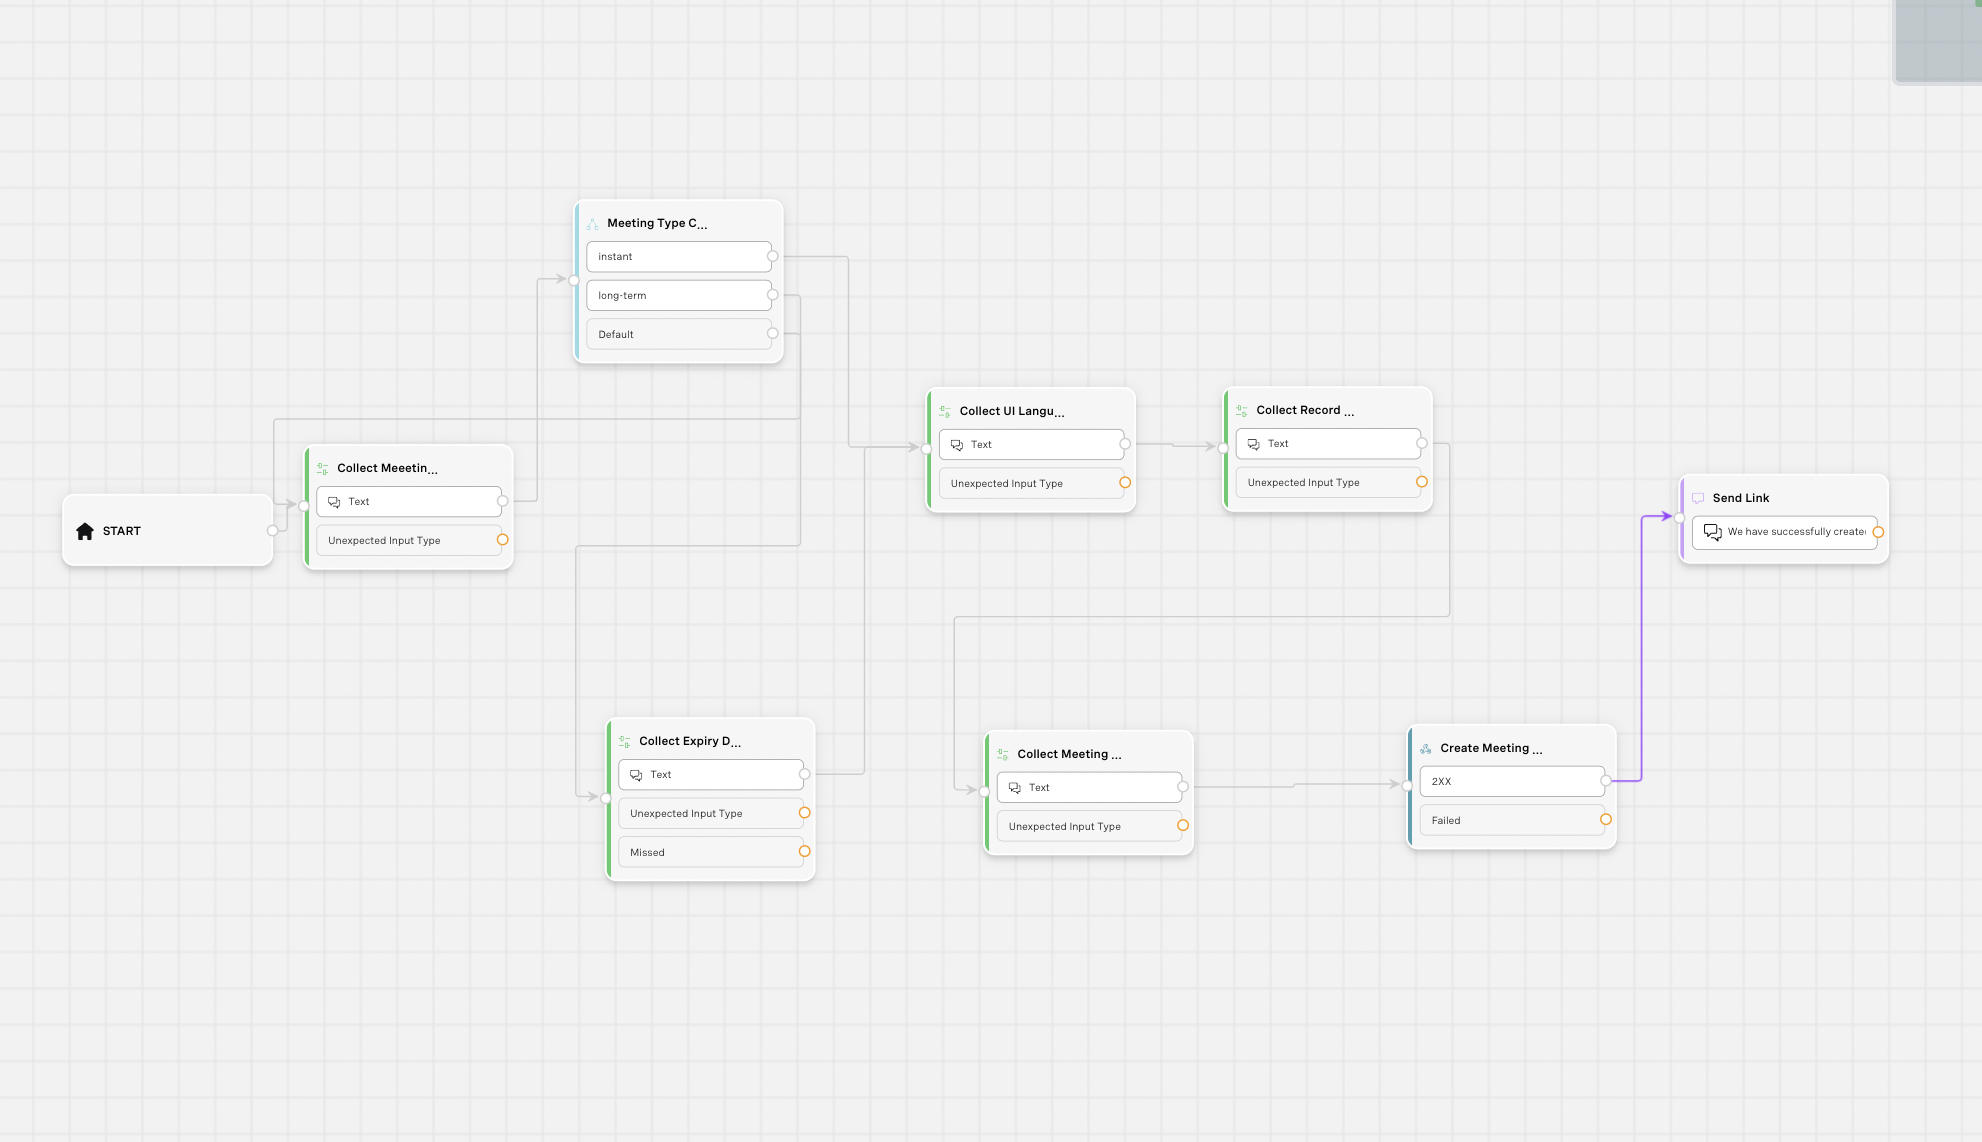 START
Collect Meeetin...
Text
Unexpected Input Type
Meeting Type C...
instant
long-term
Default
Collect Expiry D...
Text
Unexpected Input Type
Missed
Collect UI Langu...
Text
Unexpected Input Type
Collect Record ...
Text
Unexpected Input Type
Collect Meeting ...
Text
Unexpected Input Type
Create Meeting ...
2XX
Failed
Send Link
We have successfully create